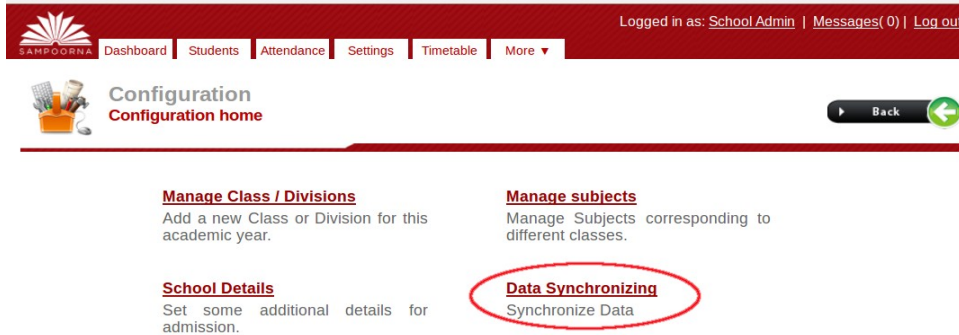 Logged in as: School Admin | Messages( 0) | Log out
SAMPOORNA
Dashboard Students Attendance Settings Timetable More ▼
Configuration
Configuration home
Back
Manage Class / Divisions
Add a new Class or Division for this
academic year.
Manage subjects
Manage Subjects corresponding to
different classes.
School Details
Set some additional details for
admission.
Data Synchronizing
Synchronize Data